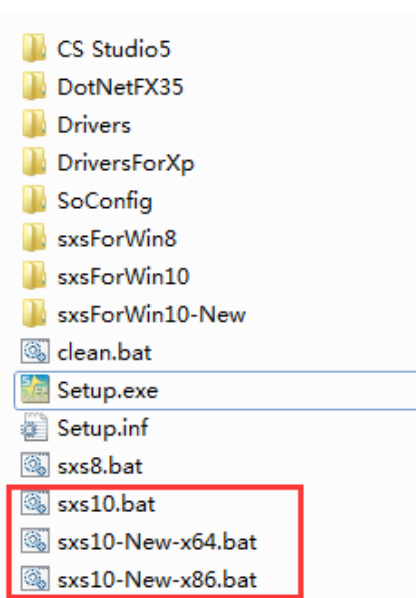 CS Studio5
DotNetFX35
Drivers
DriversForXp
SoConfig
sxsForWin8
sxsForWin10
sxsForWin10-New
clean.bat
Setup.exe
Setup.inf
sxs8.bat
sxs10.bat
sxs10-New-x64.bat
sxs10-New-x86.bat